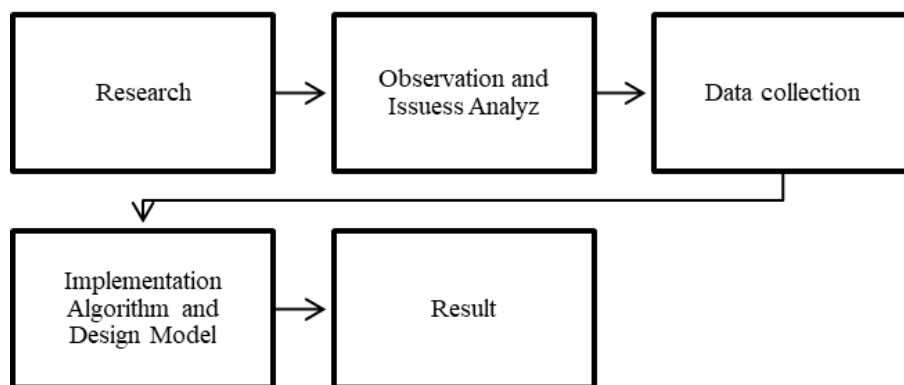 Research
Observation and
Issuess Analyz
Data collection
Implementation
Algorithm and
Design Model
Result